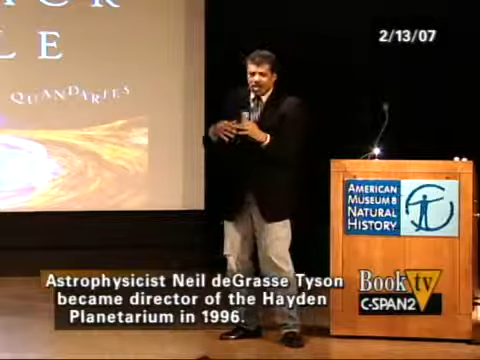 L E
QUANDARIES
2/13/07
AMERICAN
MUSEUM &
NATURAL
HISTORY
Astrophysicist Neil deGrasse Tyson
became director of the Hayden
Planetarium in 1996.
Book tv
C-SPAN2